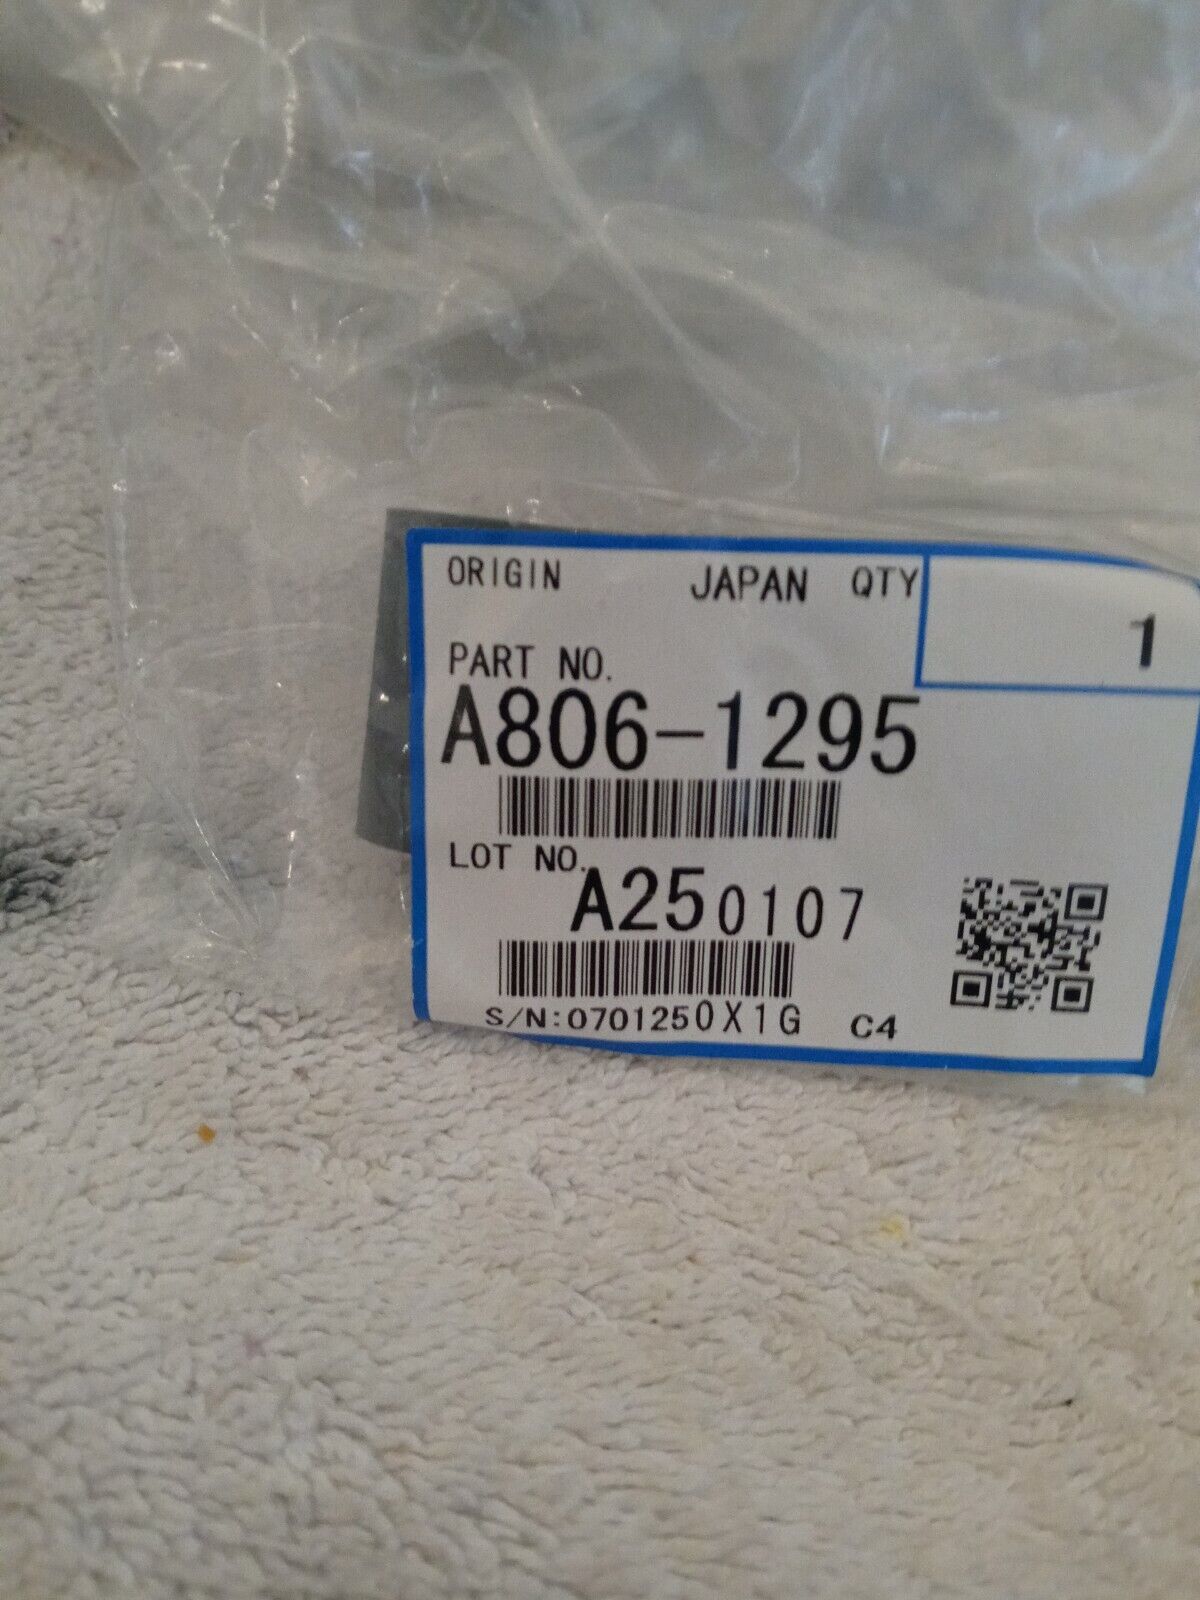 ORIGIN JAPAN QTY 1
PART NO.
A806-1295
LOT NO.
A250107
S/N:0701250X1G C4